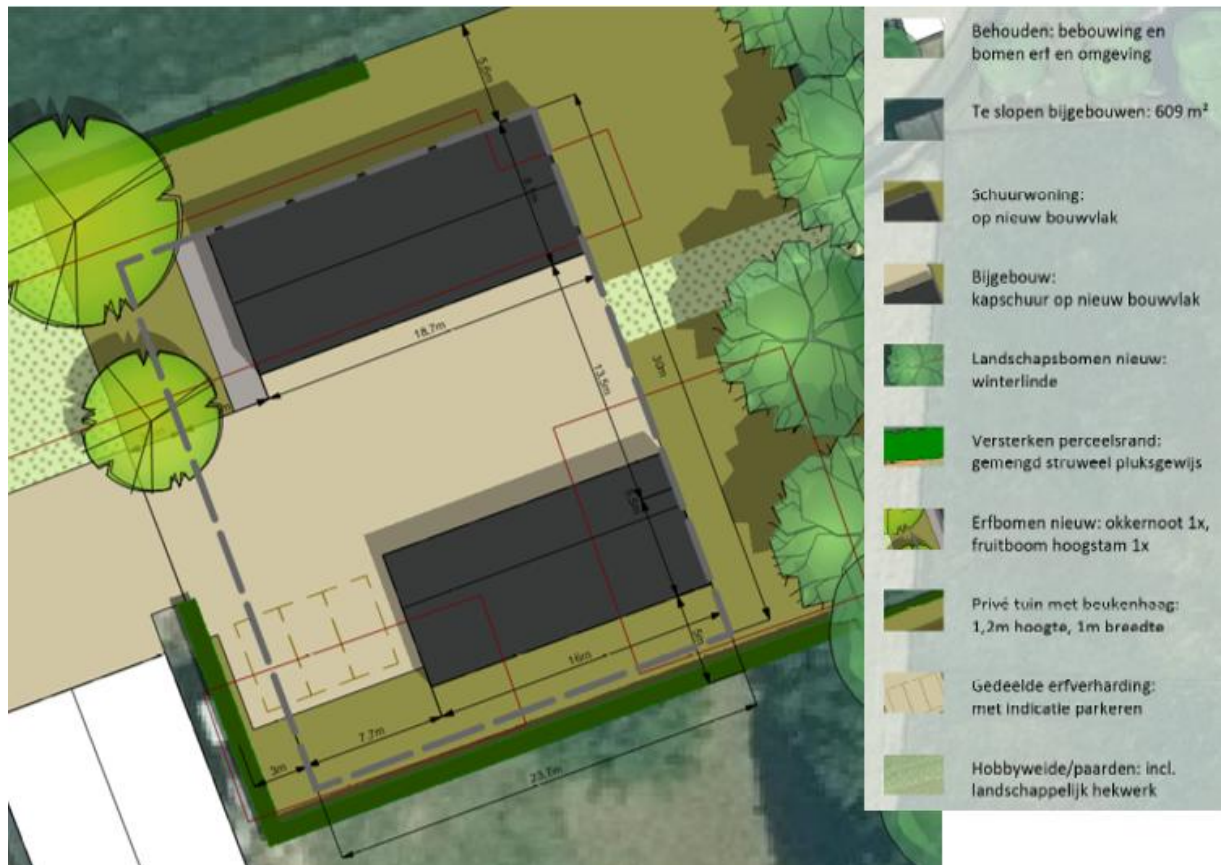 5.6m
18.7m
13.5m
30m
16m
5m
7.7m
3m
23.7m
Behouden: bebouwing en
bomen erf en omgeving
Te slopen bijgebouwen: 609 m²
Schuurwoning:
op nieuw bouwvlak
Bijgebouw:
kapschuur op nieuw bouwvlak
Landschapsbomen nieuw:
winterlinde
Versterken perceelsrand:
gemengd struweel pluksgewijs
Erfbomen nieuw: okkernoot 1x,
fruitboom hoogstam 1x
Privé tuin met beukenhaag:
1,2m hoogte, 1m breedte
Gedeelde erfverharding:
met indicatie parkeren
Hobbyweide/paarden: incl.
landschappelijk hekwerk